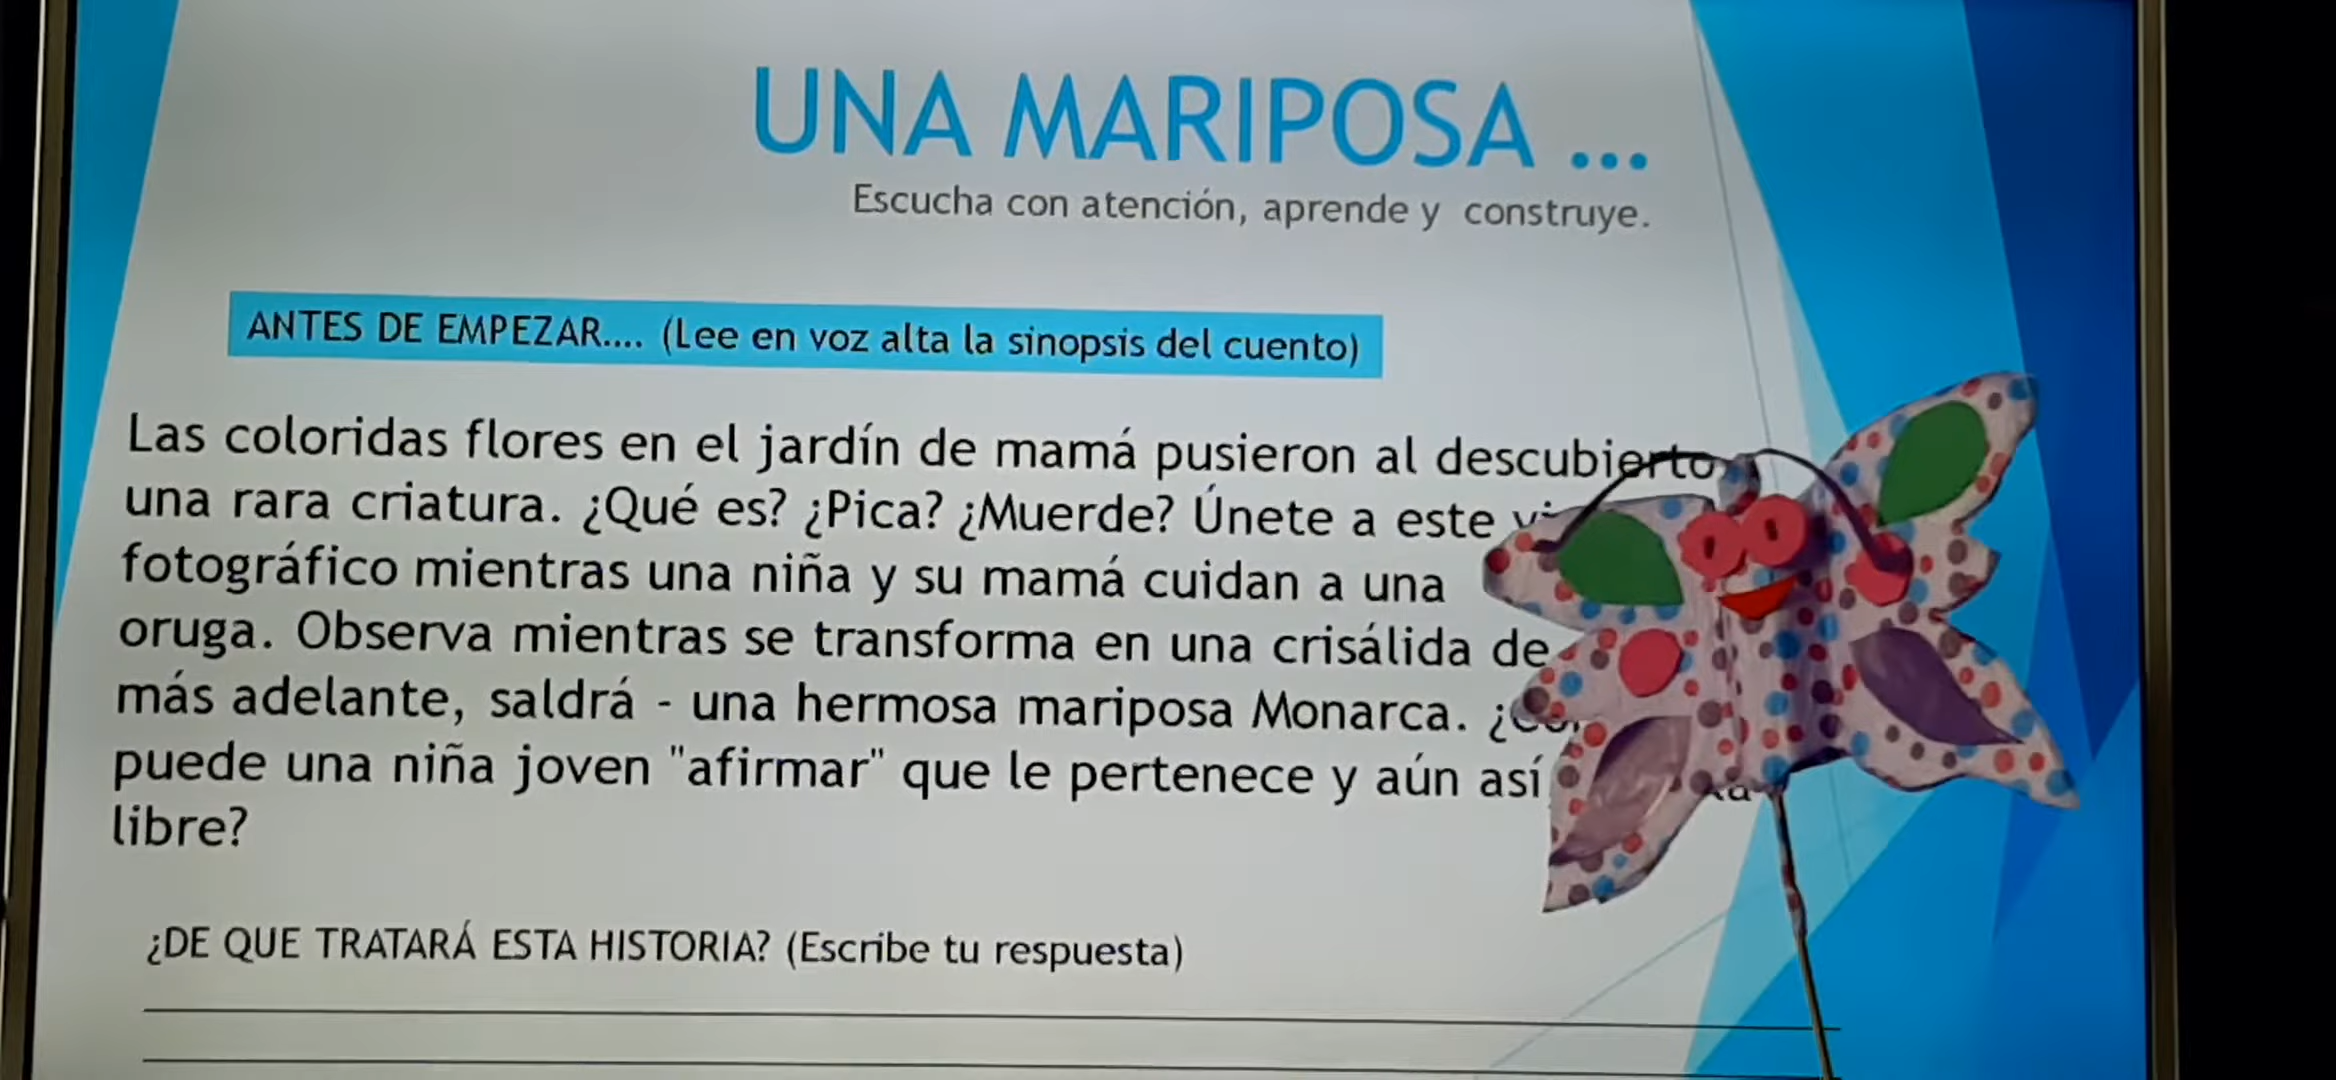 UNA MARIPOSA ...
Escucha con atención, aprende y construye.
ANTES DE EMPEZAR.... (Lee en voz alta la sinopsis del cuento)
Las coloridas flores en el jardín de mamá pusieron al descubierto
una rara criatura. ¿Qué es? ¿Pica? ¿Muerde? Únete a este
fotográfico mientras una niña y su mamá cuidan a una
oruga. Observa mientras se transforma en una crisálida de
más adelante, saldrá - una hermosa mariposa Monarca.
puede una niña joven "afirmar" que le pertenece y aún así
libre?
¿DE QUE TRATARÁ ESTA HISTORIA? (Escribe tu respuesta)